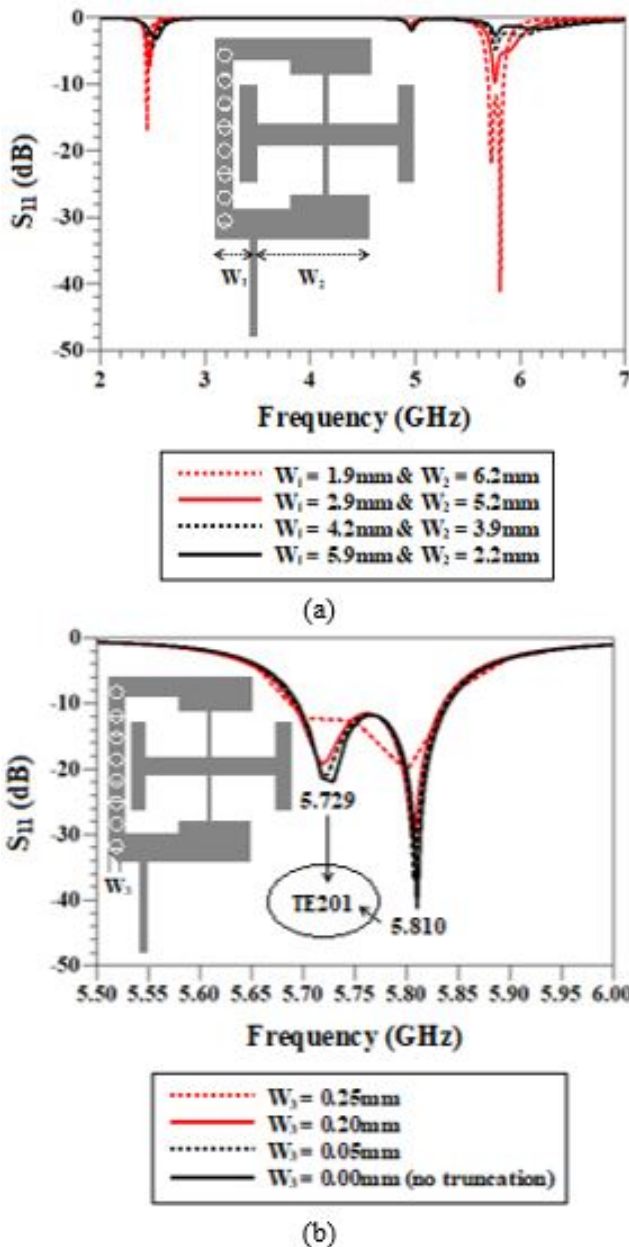 0
-10
-20
-30
-40
-50
S₁₁ (dB)
W₁ W₂
2 3 4 5 6 7
Frequency (GHz)
W₁ = 1.9mm & W₂ = 6.2mm
W₁ = 2.9mm & W₂ = 5.2mm
W₁ = 4.2mm & W₂ = 3.9mm
W₁ = 5.9mm & W₂ = 2.2mm
(a)
0
-10
-20
-30
-40
-50
S₁₁ (dB)
W₃
5.729
TE201
5.810
5.50 5.55 5.60 5.65 5.70 5.75 5.80 5.85 5.90 5.95 6.00
Frequency (GHz)
W₃ = 0.25mm
W₃ = 0.20mm
W₃ = 0.05mm
W₃ = 0.00mm (no truncation)
(b)